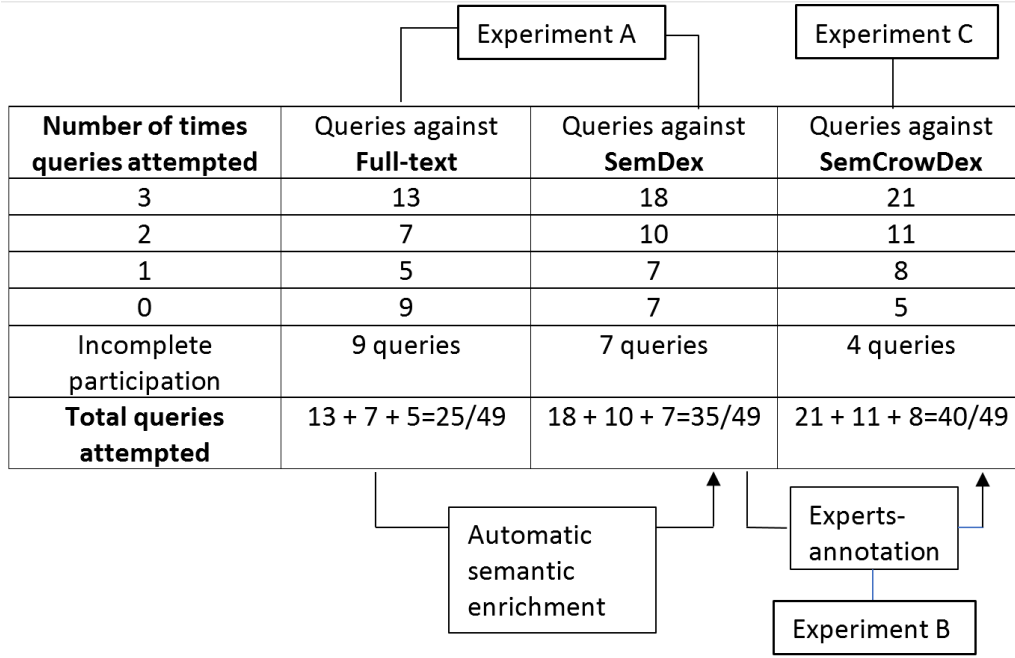 Experiment A
Experiment C
Number of times
queries attempted
Queries against
Full-text
Queries against
SemDex
Queries against
SemCrowDex
3
13
18
21
2
7
10
11
1
5
7
8
0
9
7
5
Incomplete
participation
9 queries
7 queries
4 queries
Total queries
attempted
13 + 7 + 5=25/49
18 + 10 + 7=35/49
21 + 11 + 8=40/49
Automatic
semantic
enrichment
Experts-
annotation
Experiment B